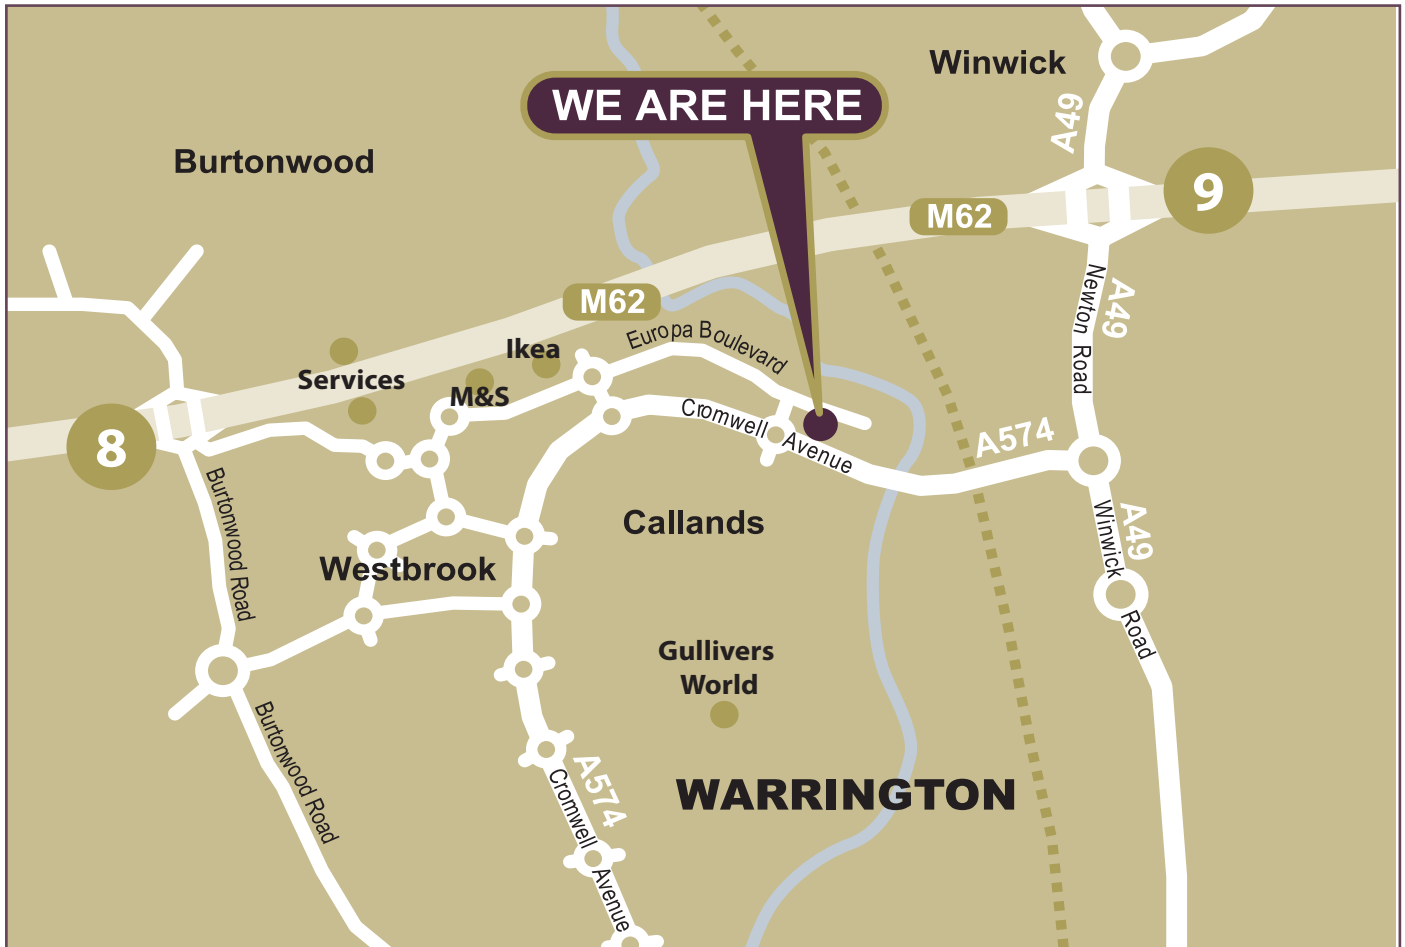 Winwick
WE ARE HERE
A49
Burtonwood
9
M62
M62
Newton Road
A49
Europa Boulevard
Ikea
Services
M&S
Cromwell Avenue
A574
8
Burtonwood Road
Callands
Winwick Road
A49
Westbrook
Gullivers
World
Burtonwood Road
A574
Cromwell Avenue
WARRINGTON